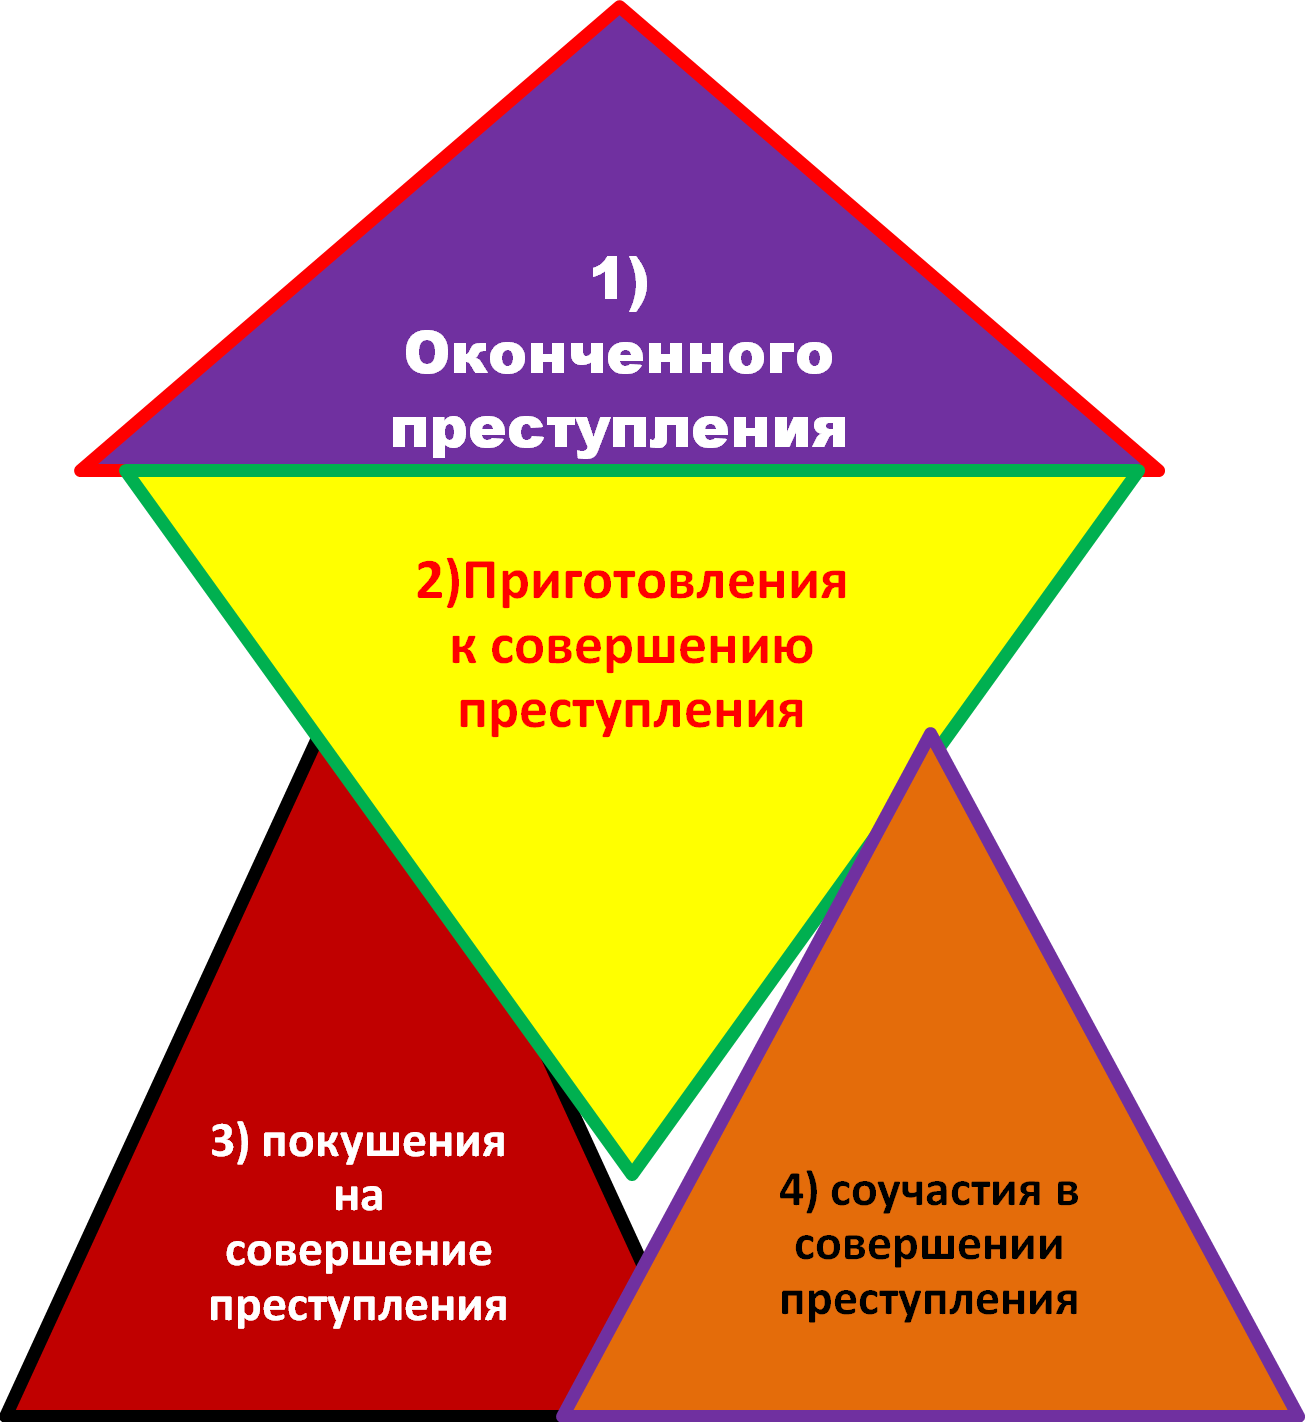 1)
Оконченного
преступления
2)Приготовления
к совершению
преступления
3) покушения
на
совершение
преступления
4) соучастия в
совершении
преступления